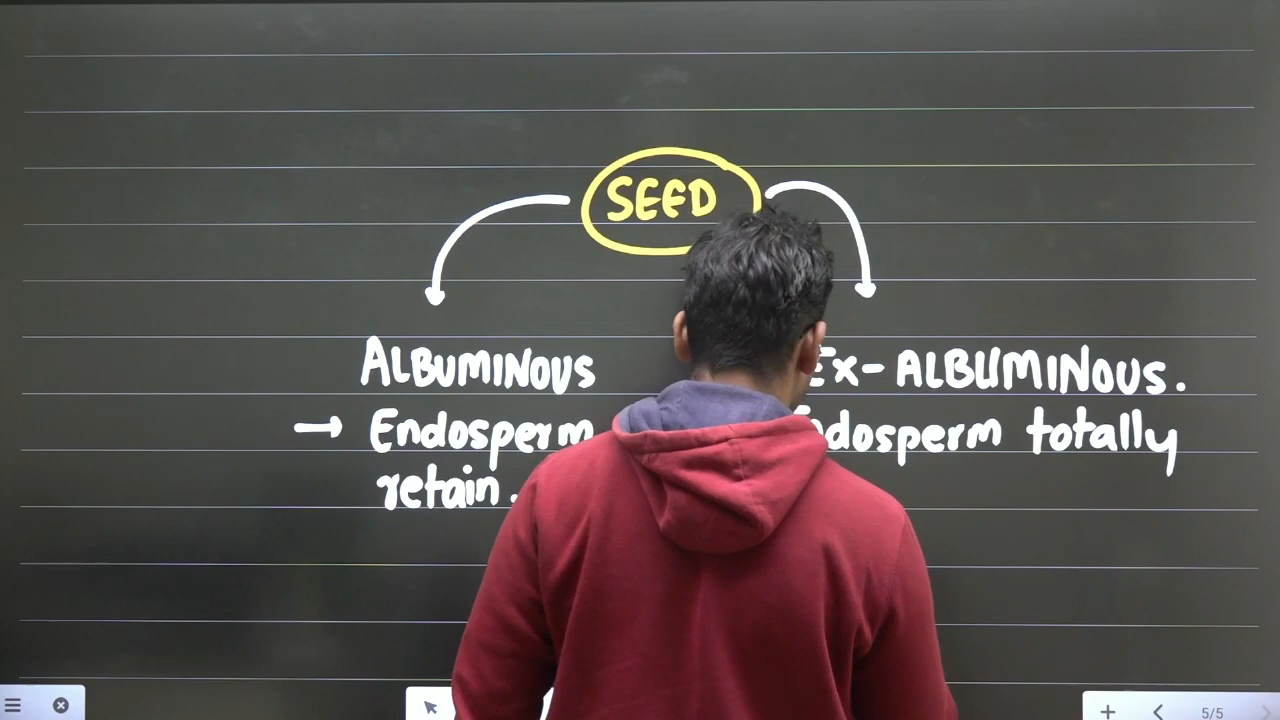 SEED
ALBUMINOUS
Ex-ALBUMINOUS.
→ Endosperm
Endosperm totally
retain.
5/5